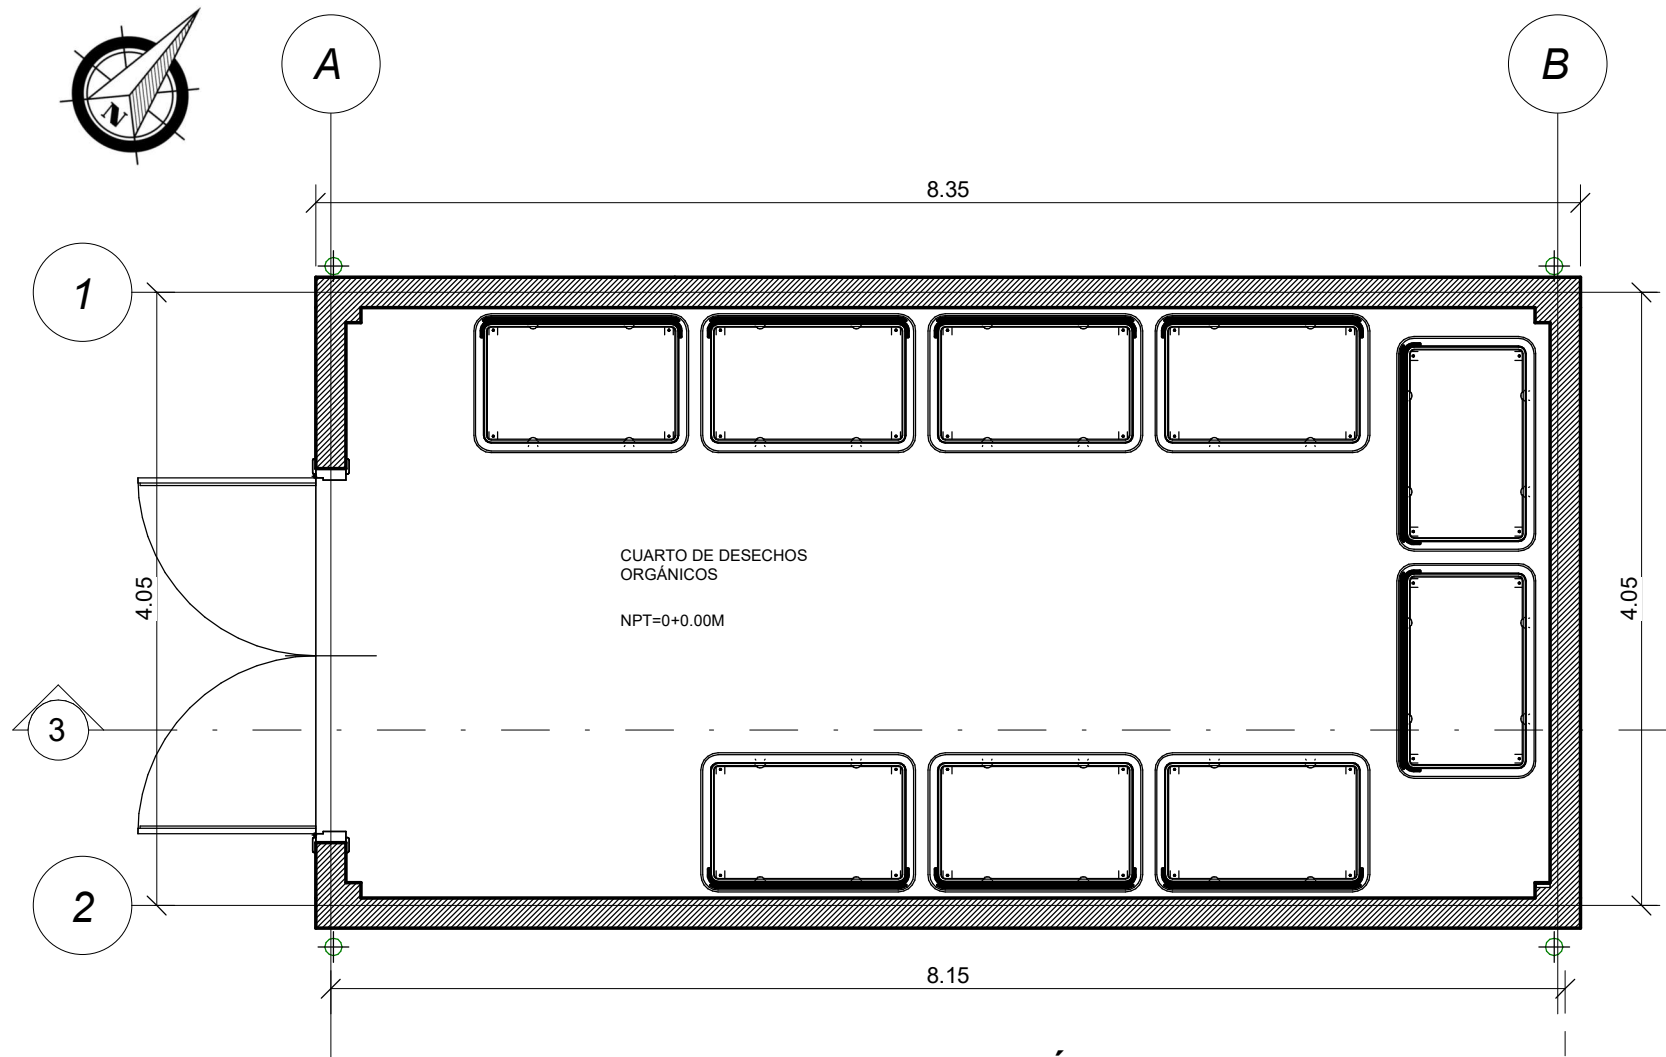 N
A
B
8.35
1
CUARTO DE DESECHOS
ORGÁNICOS
4.05
4.05
NPT=0+0.00M
3
2
8.15